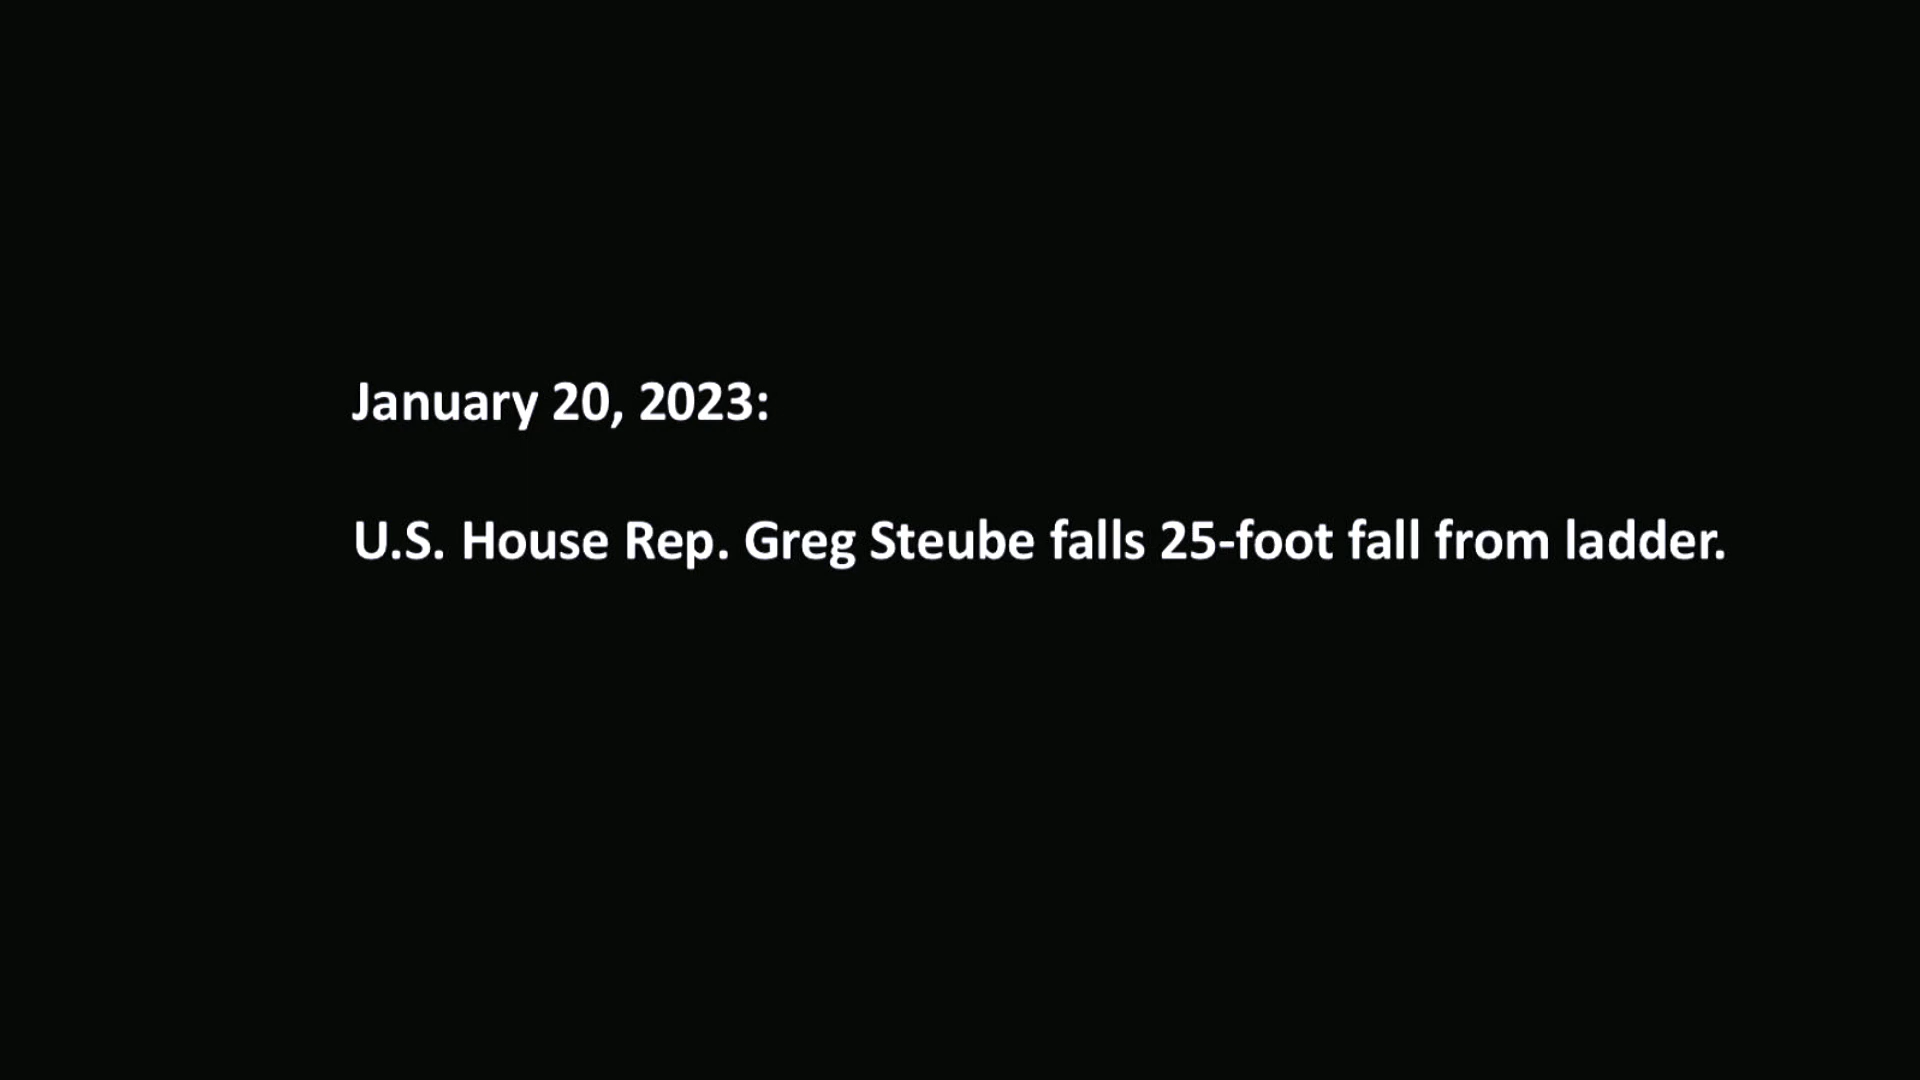 January 20, 2023:
U.S. House Rep. Greg Steube falls 25-foot fall from ladder.